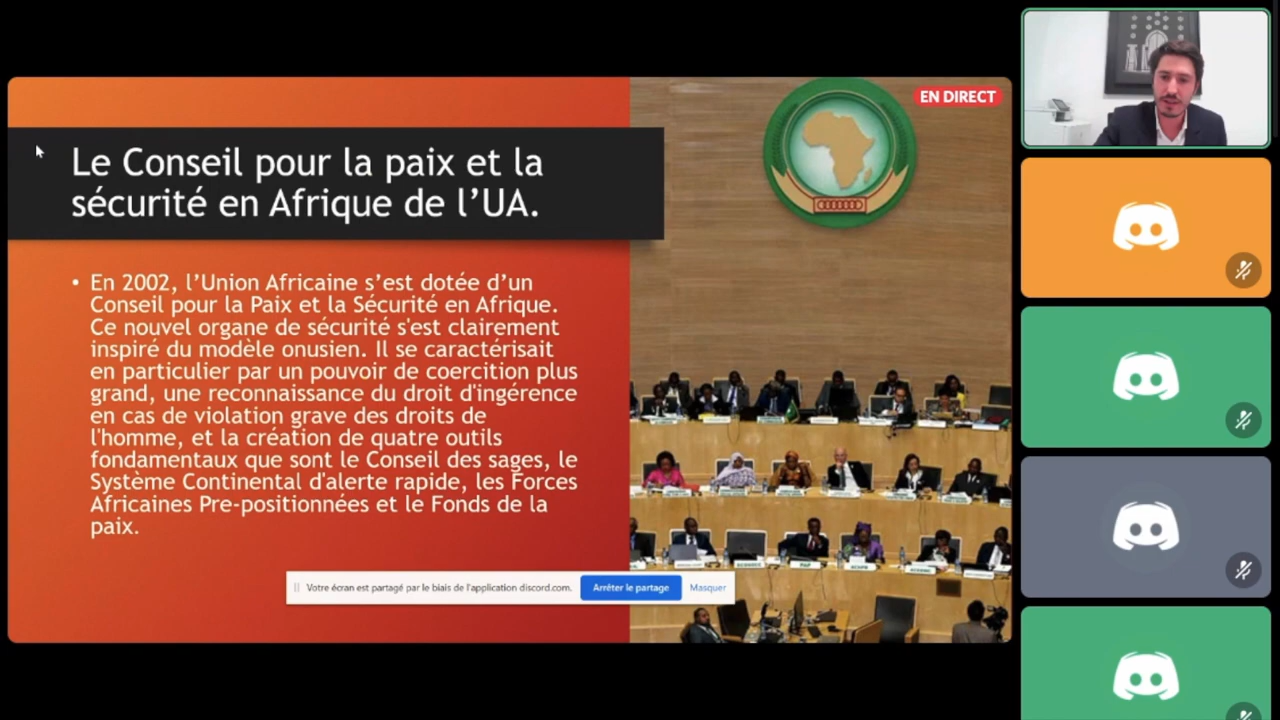 EN DIRECT
Le Conseil pour la paix et la
sécurité en Afrique de l’UA.
• En 2002, l’Union Africaine s’est dotée d’un
Conseil pour la Paix et la Sécurité en Afrique.
Ce nouvel organe de sécurité s'est clairement
inspiré du modèle onusien. Il se caractérisait
en particulier par un pouvoir de coercition plus
grand, une reconnaissance du droit d'ingérence
en cas de violation grave des droits de
l'homme, et la création de quatre outils
fondamentaux que sont le Conseil des sages, le
Système Continental d'alerte rapide, les Forces
Africaines Pre-positionnées et le Fonds de la
paix.
Votre écran est partagé par le biais de l'application discord.com. Arrêter le partage Masquer